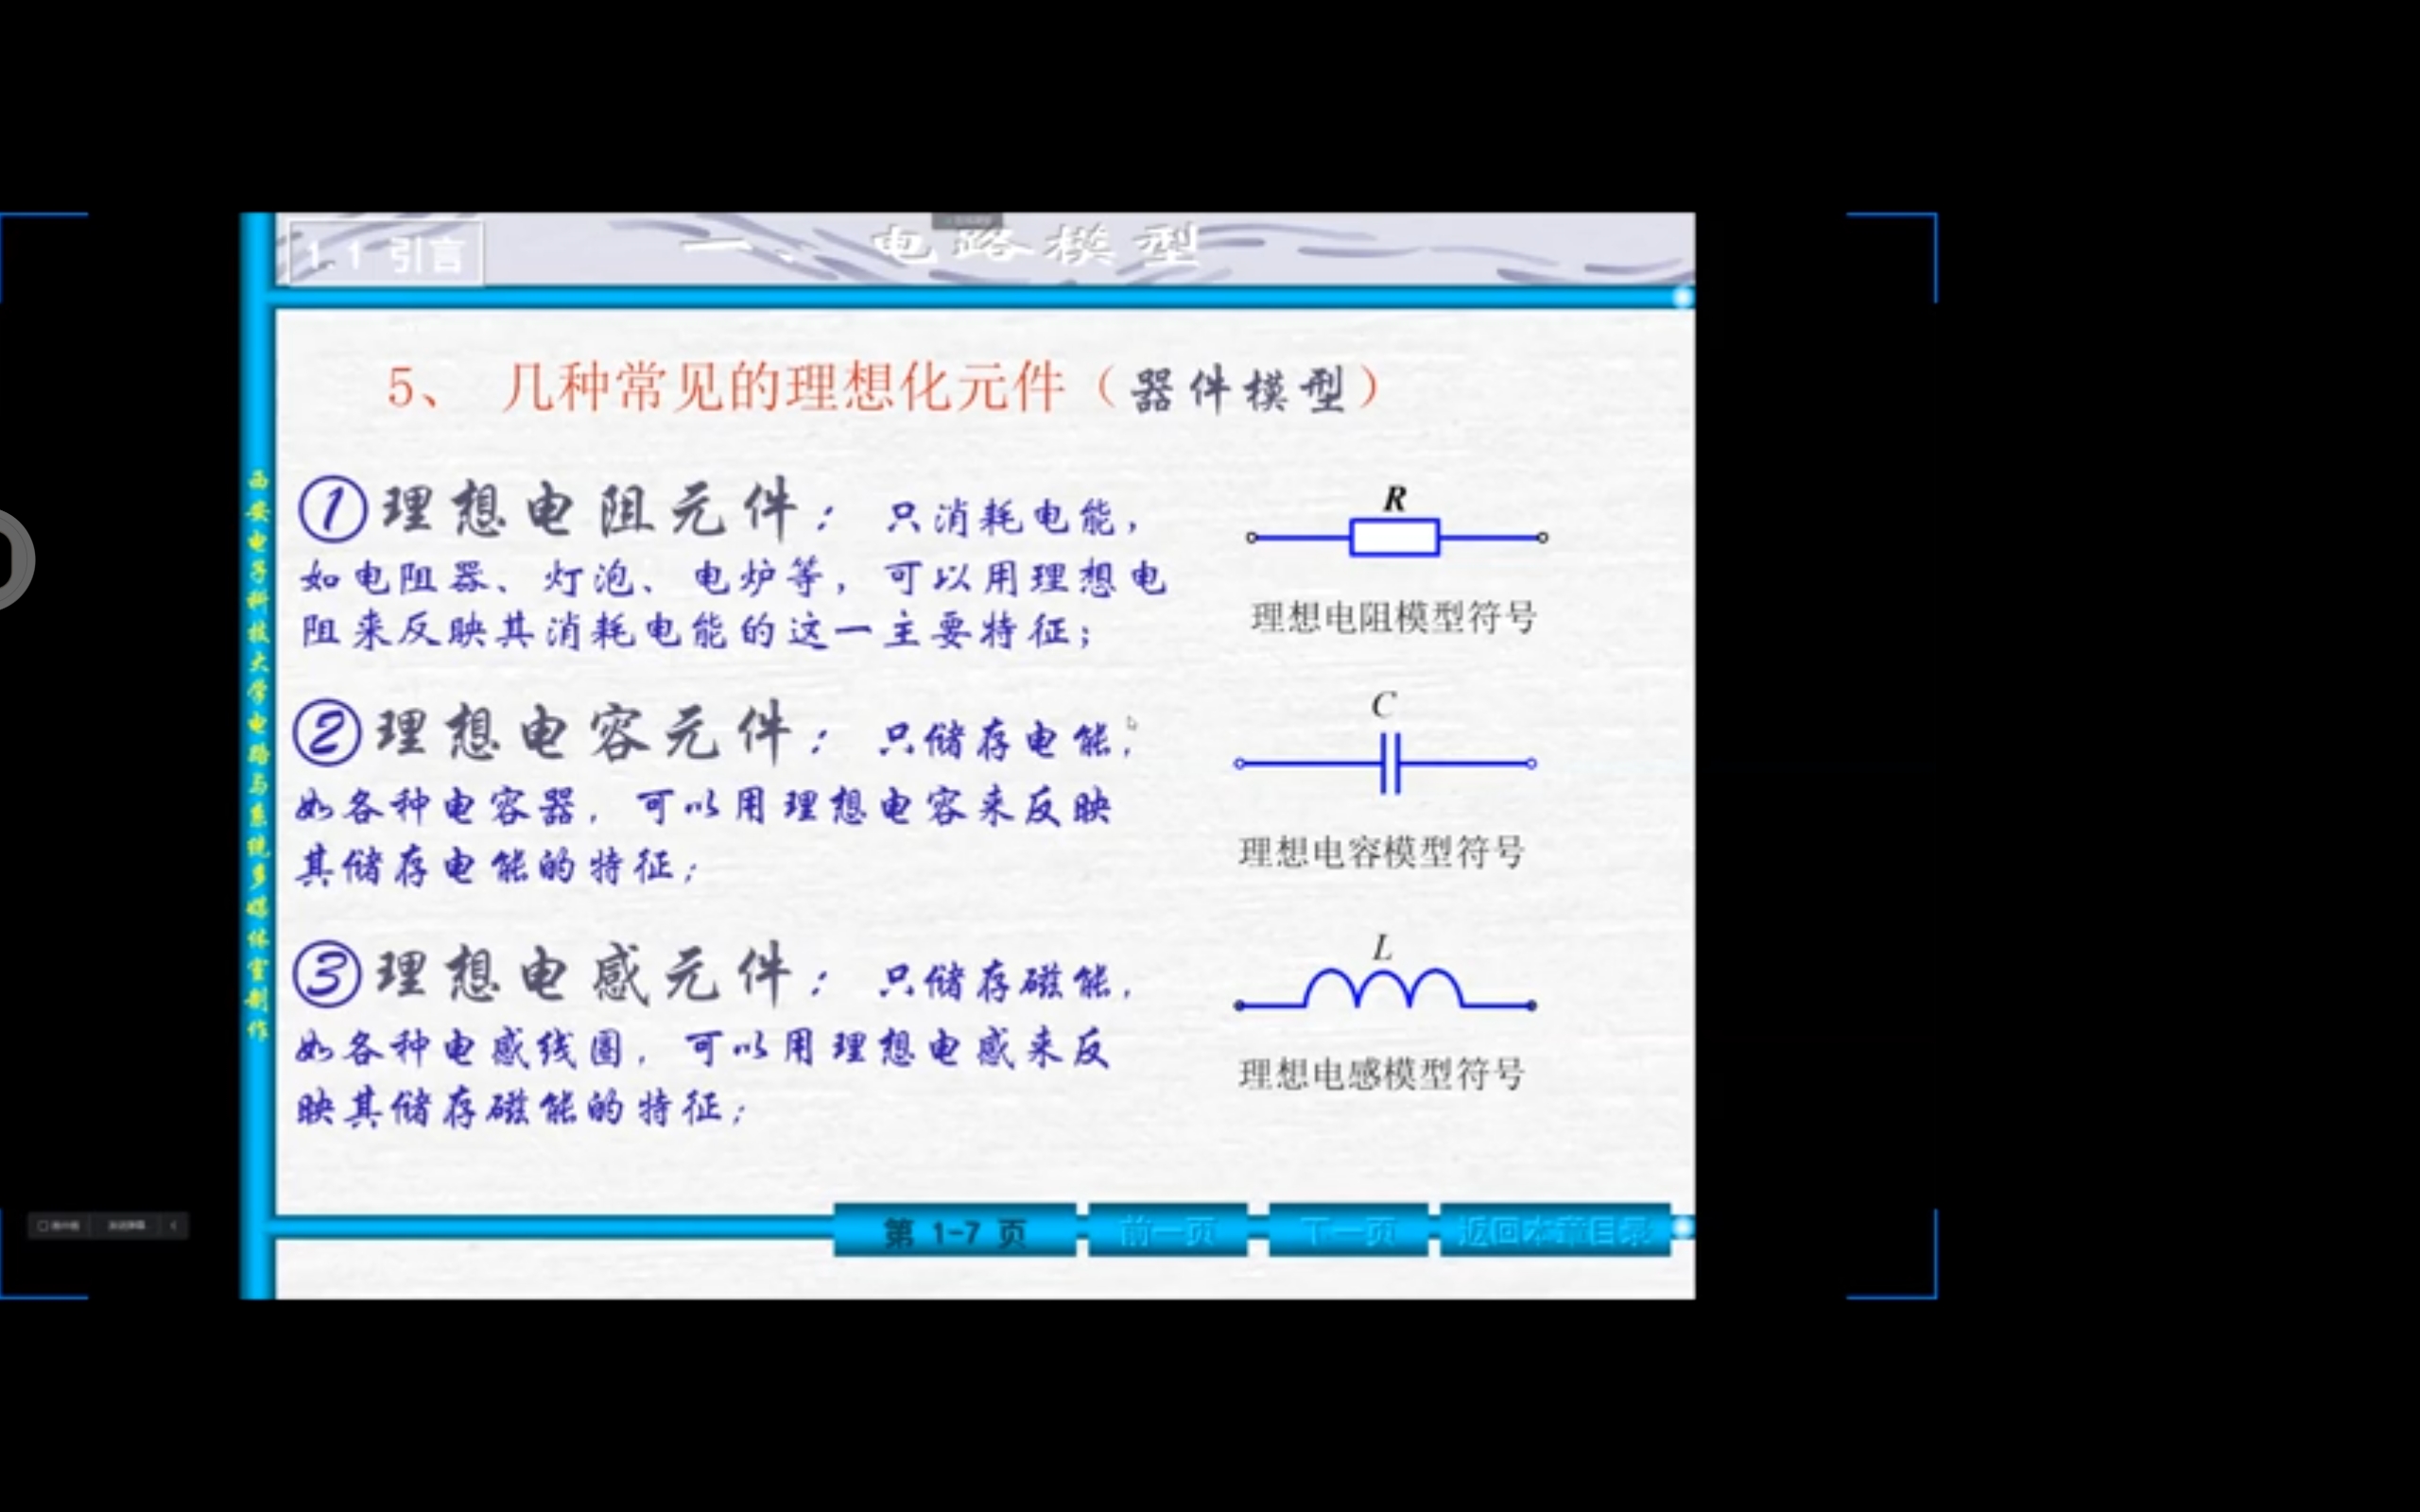 1.1 引言
一、电路模型
5、 几种常见的理想化元件（器件模型）
①理想电阻元件：只消耗电能，
如电阻器、灯泡、电炉等，可以用理想电
阻来反映其消耗电能的这一主要特征；
R
理想电阻模型符号
②理想电容元件：只储存电能，
如各种电容器，可以用理想电容来反映
其储存电能的特征；
C
理想电容模型符号
③理想电感元件：只储存磁能，
如各种电感线圈，可以用理想电感来反
映其储存磁能的特征；
L
理想电感模型符号
西安电子科技大学电路与系统多媒体室制作
第 1-7 页
前一页
下一页
返回本章目录